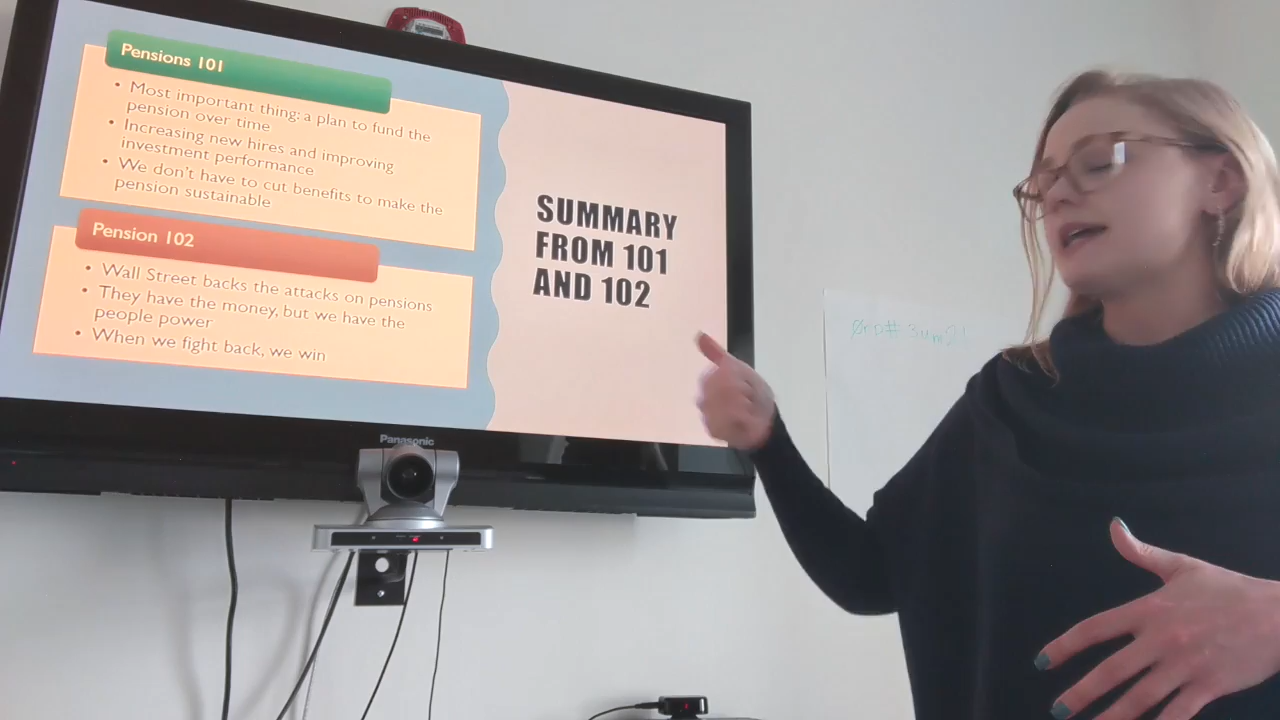 Pensions 101
• Most important thing: a plan to fund the
pension over time
• Increasing new hires and improving
investment performance
• We don't have to cut benefits to make the
pension sustainable
Pension 102
• Wall Street backs the attacks on pensions
• They have the money, but we have the
people power
• When we fight back, we win
SUMMARY
FROM 101
AND 102
Panasonic